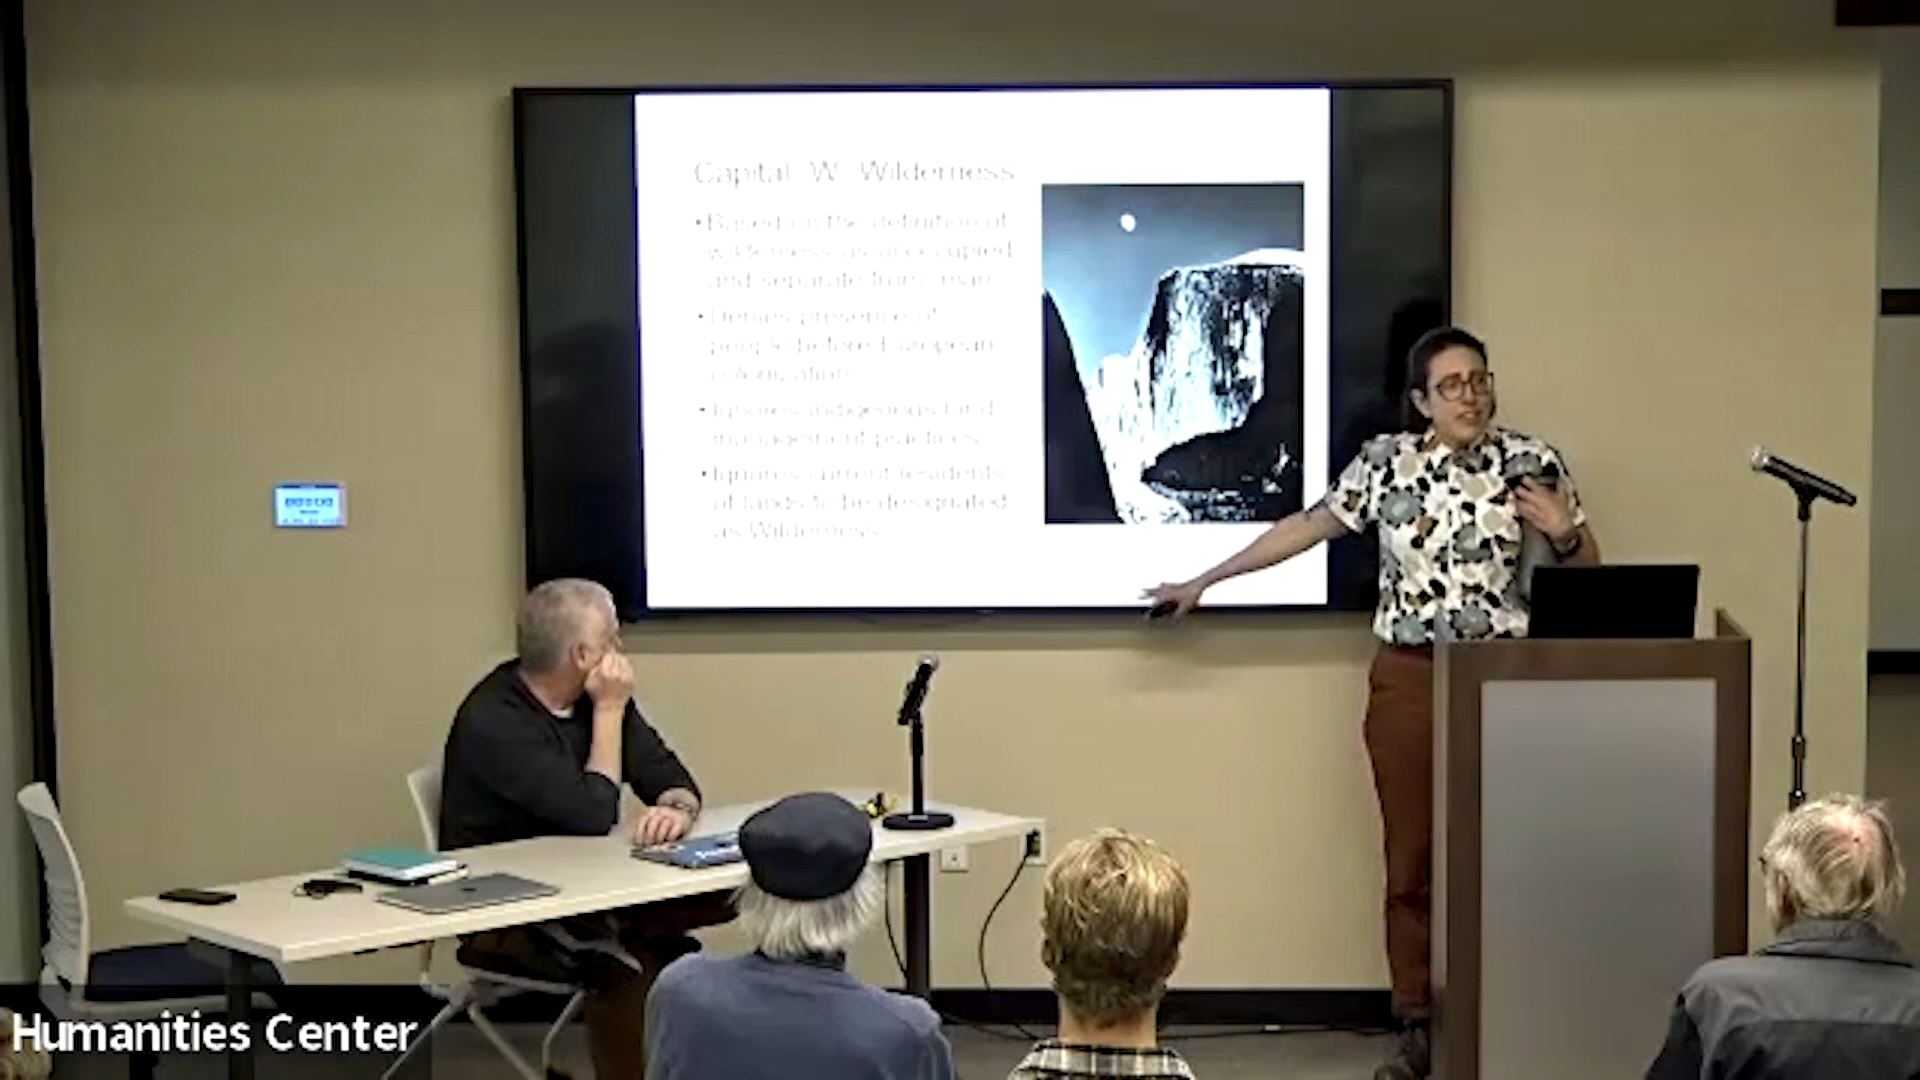 Capital "W" Wilderness
•Based on the definition of
wilderness as unoccupied
and separate from man
•Denies presence of
people before European
colonization
•Ignores indigenous land
management practices
•Ignores current residents
of lands to be designated
as Wilderness
Humanities Center